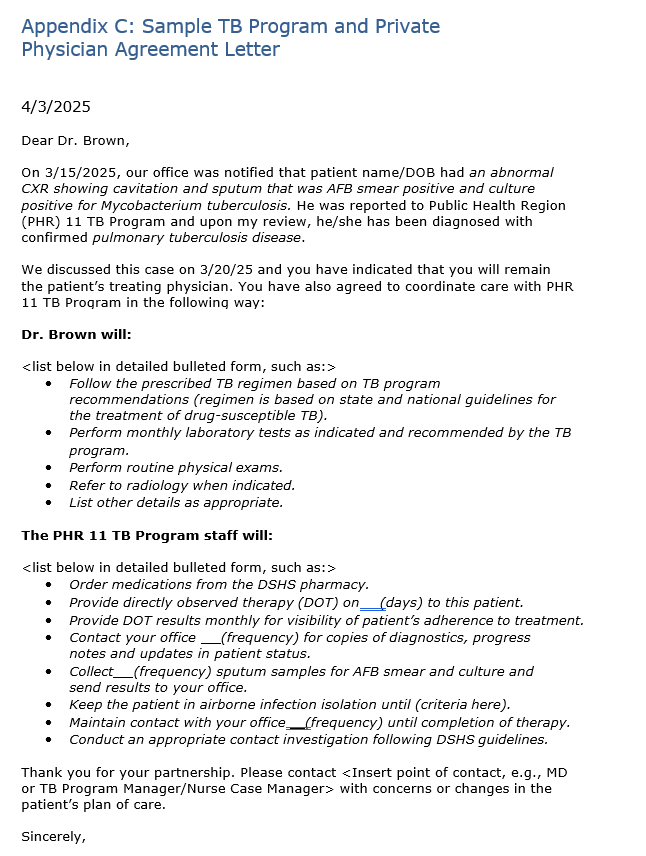 Appendix C: Sample TB Program and Private
Physician Agreement Letter
4/3/2025
Dear Dr. Brown,
On 3/15/2025, our office was notified that patient name/DOB had an abnormal
CXR showing cavitation and sputum that was AFB smear positive and culture
positive for Mycobacterium tuberculosis. He was reported to Public Health Region
(PHR) 11 TB Program and upon my review, he/she has been diagnosed with
confirmed pulmonary tuberculosis disease.
We discussed this case on 3/20/25 and you have indicated that you will remain
the patient's treating physician. You have also agreed to coordinate care with PHR
11 TB Program in the following way:
Dr. Brown will:
<list below in detailed bulleted form, such as:>
• Follow the prescribed TB regimen based on TB program
recommendations (regimen is based on state and national guidelines for
the treatment of drug-susceptible TB).
• Perform monthly laboratory tests as indicated and recommended by the TB
program.
• Perform routine physical exams.
• Refer to radiology when indicated.
• List other details as appropriate.
The PHR 11 TB Program staff will:
<list below in detailed bulleted form, such as:>
• Order medications from the DSHS pharmacy.
• Provide directly observed therapy (DOT) on___(days) to this patient.
• Provide DOT results monthly for visibility of patient's adherence to treatment.
• Contact your office ___(frequency) for copies of diagnostics, progress
notes and updates in patient status.
• Collect___(frequency) sputum samples for AFB smear and culture and
send results to your office.
• Keep the patient in airborne infection isolation until (criteria here).
• Maintain contact with your office___(frequency) until completion of therapy.
• Conduct an appropriate contact investigation following DSHS guidelines.
Thank you for your partnership. Please contact <Insert point of contact, e.g., MD
or TB Program Manager/Nurse Case Manager> with concerns or changes in the
patient's plan of care.
Sincerely,